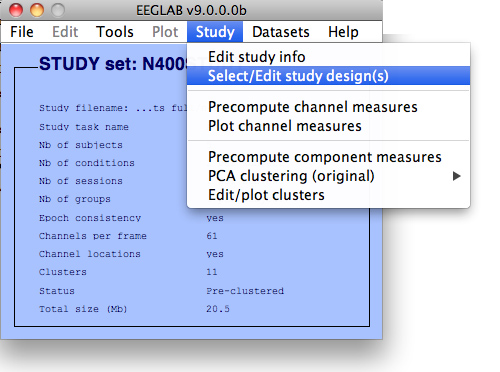 EEGLAB v9.0.0.0b
File Edit Tools Plot Study Datasets Help
Edit study info
Select/Edit study design(s)
Precompute channel measures
Plot channel measures
Precompute component measures
PCA clustering (original)
Edit/plot clusters
STUDY set: N400S
Study filename: ...ts ful
Study task name
Nb of subjects
Nb of conditions
Nb of sessions
Nb of groups
Epoch consistency yes
Channels per frame 61
Channel locations yes
Clusters 11
Status Pre-clustered
Total size (Mb) 20.5